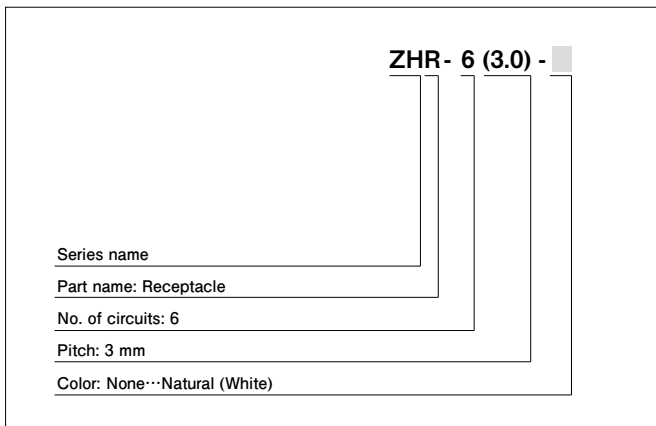 ZHR - 6 (3.0) -
Series name
Part name: Receptacle
No. of circuits: 6
Pitch: 3 mm
Color: None…Natural (White)